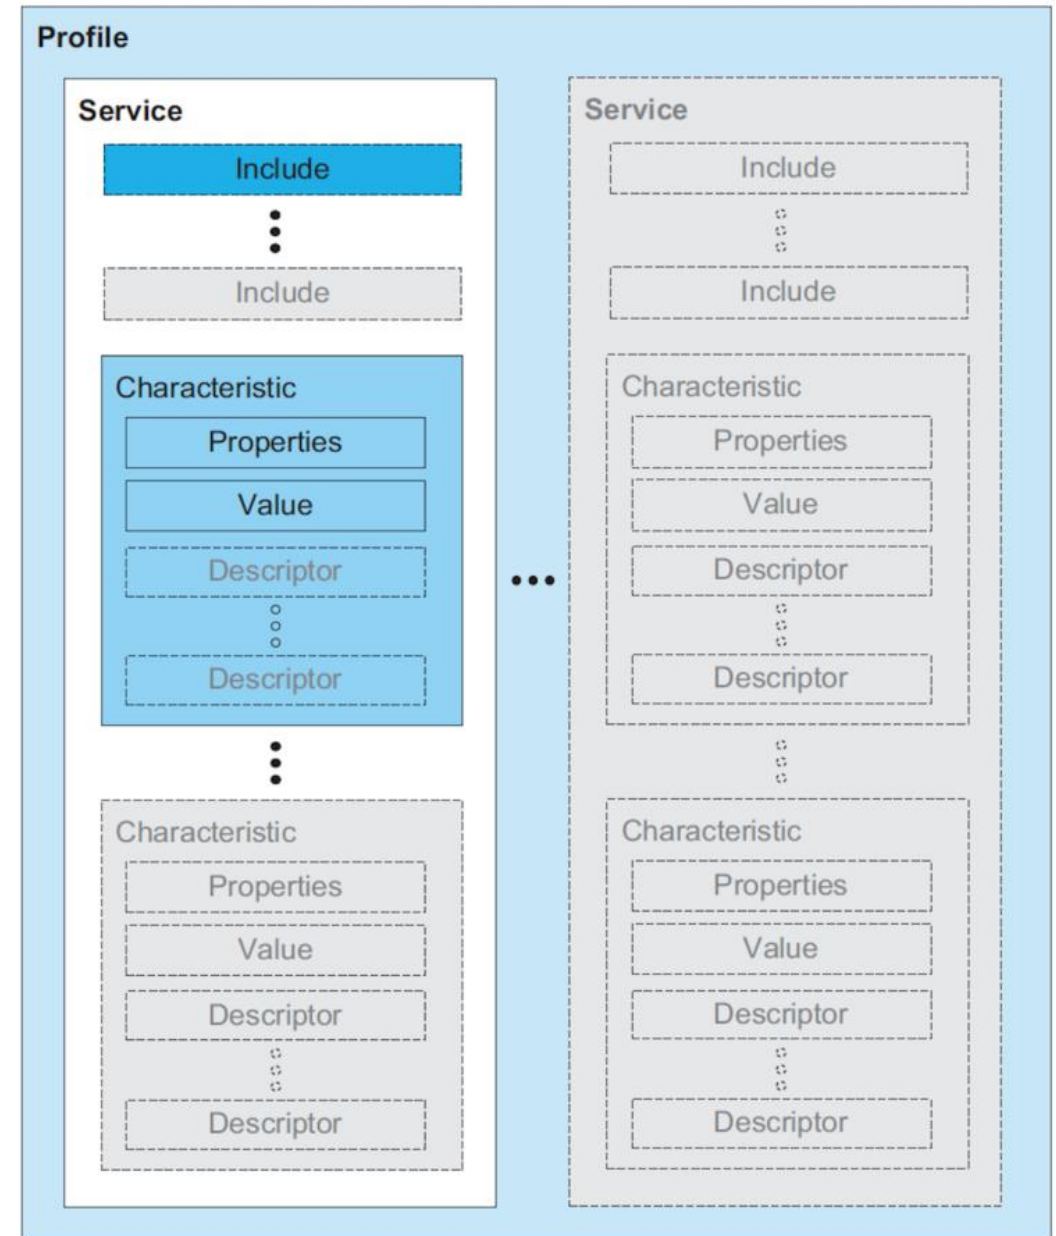 Profile
Service
Include
Include
Characteristic
Properties
Value
Descriptor
Descriptor
Characteristic
Properties
Value
Descriptor
Descriptor
Service
Include
Include
Characteristic
Properties
Value
Descriptor
Descriptor
Characteristic
Properties
Value
Descriptor
Descriptor